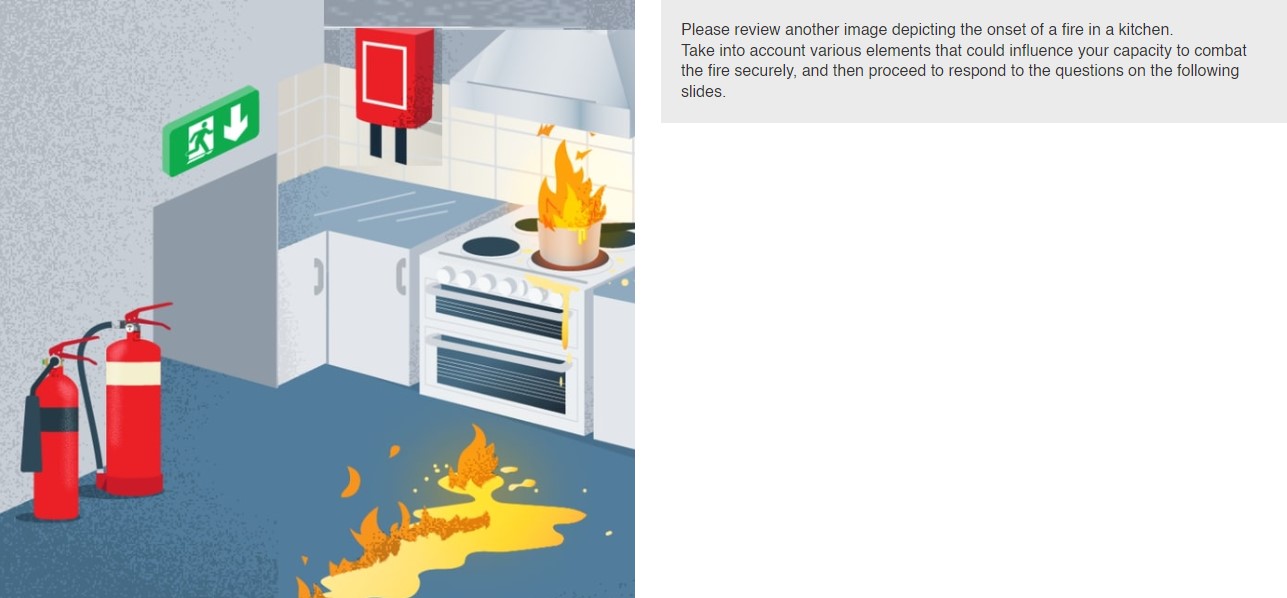 Please review another image depicting the onset of a fire in a kitchen.
Take into account various elements that could influence your capacity to combat
the fire securely, and then proceed to respond to the questions on the following
slides.